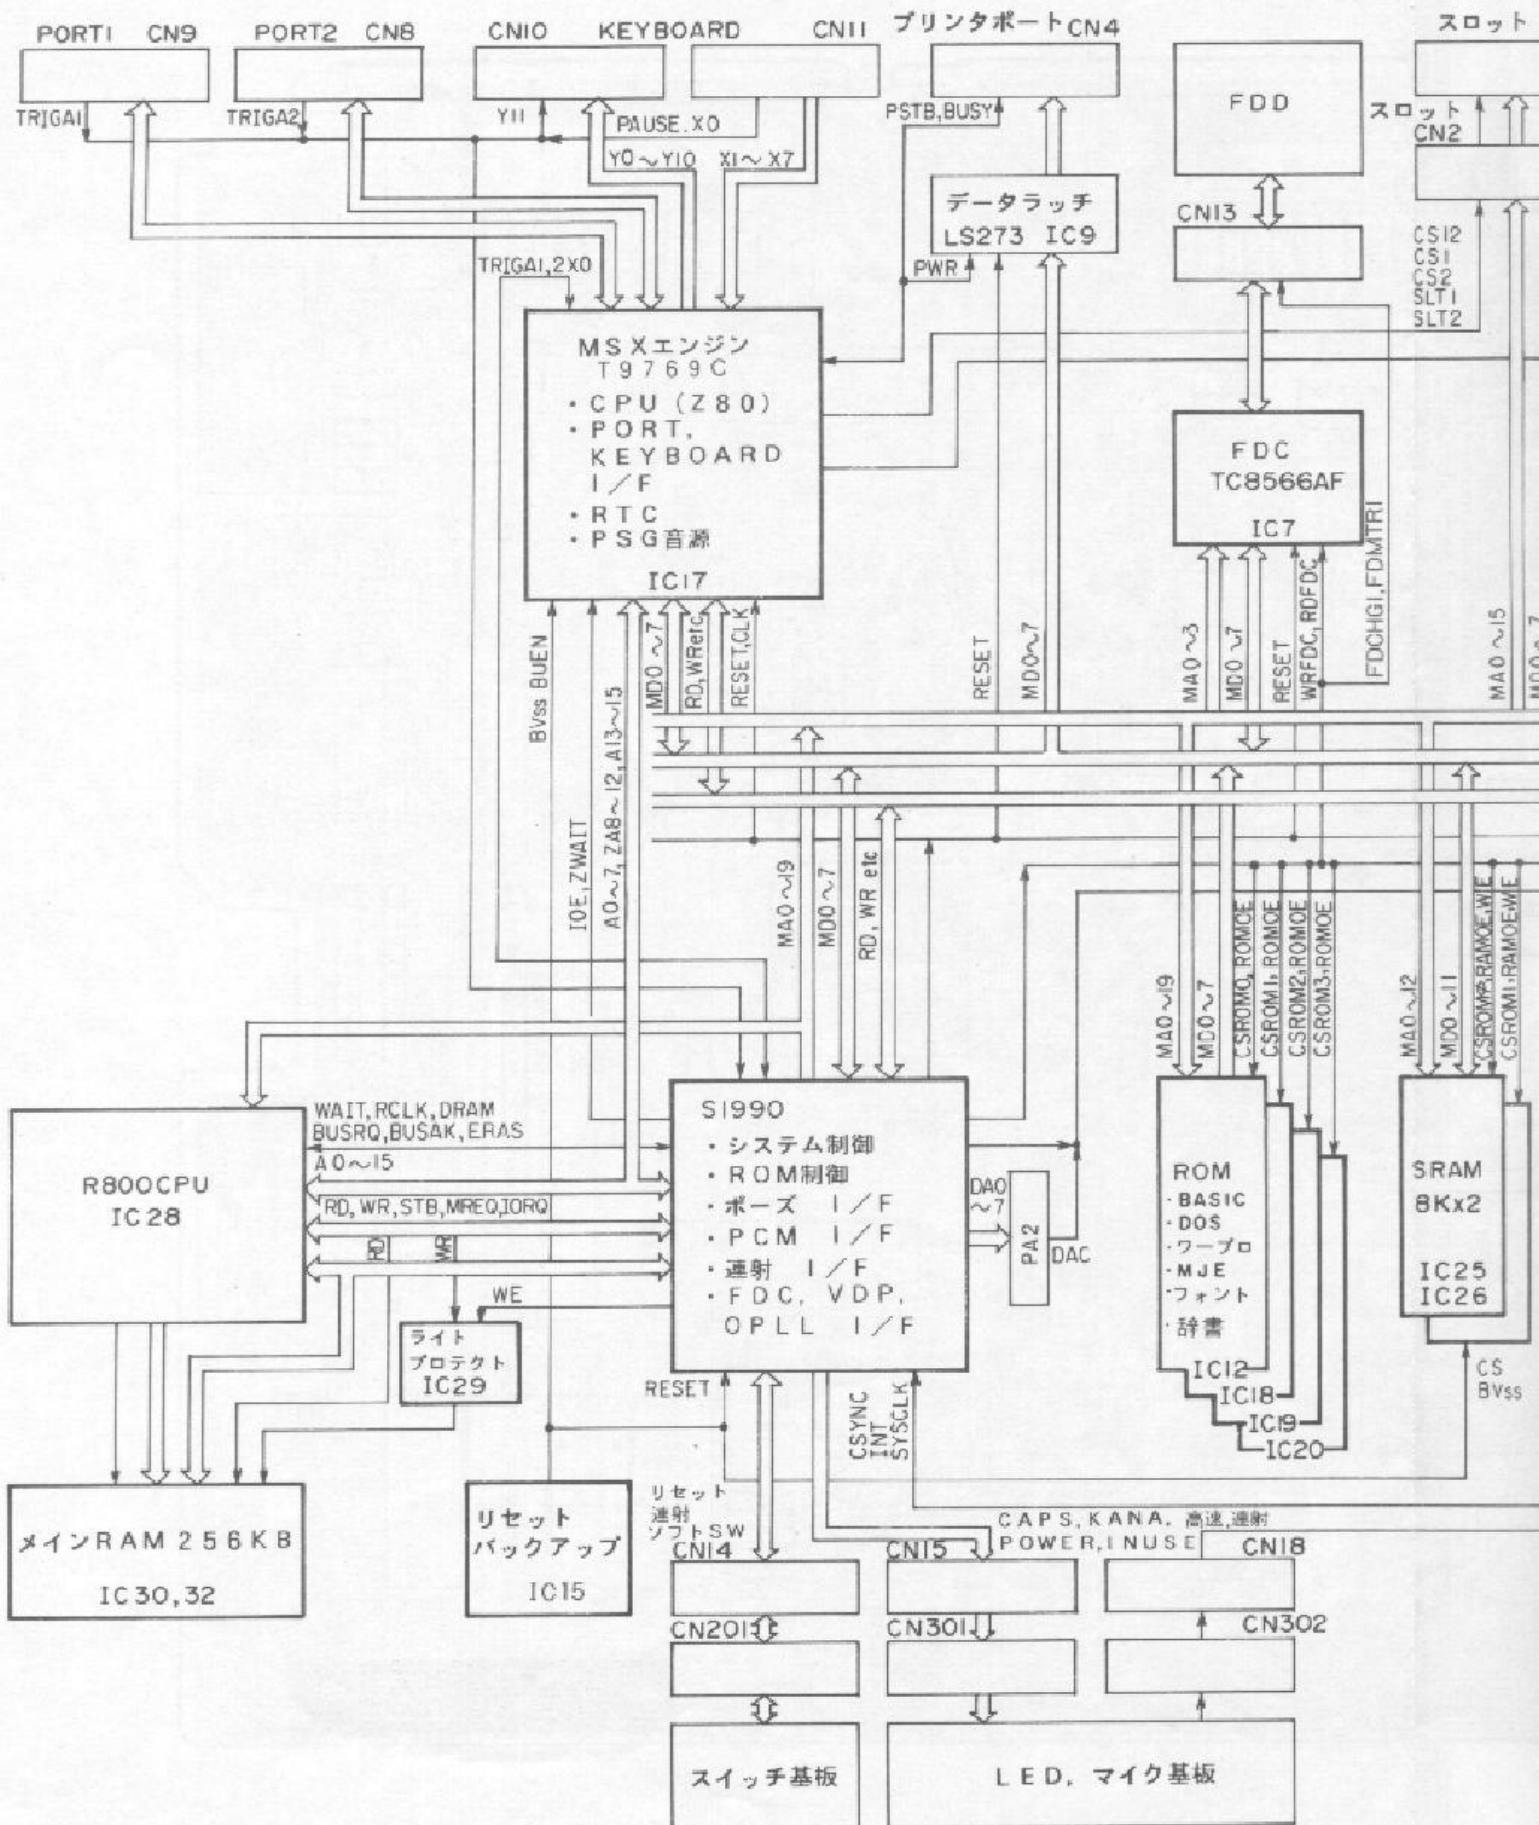 PORT1 CN9
PORT2 CN8
CN10 KEYBOARD CN11
プリンタポート CN4
スロット
TRIGA1
TRIGA2
Y11
PAUSE. X0
Y0～Y10 X1～X7
PSTB, BUSY
FDD
スロット
CN2
データラッチ
LS273 IC9
CN13
TRIGA1, 2X0
PWR
CS12
CS1
CS2
SLT1
SLT2
MSXエンジン
T9769C
・CPU (Z80)
・PORT,
KEYBOARD
I/F
・RTC
・PSG音源
IC17
FDC
TC8566AF
IC7
BVss BUEN
IOE, ZWAIT
A0～7, ZA8～12, A13～15
MD0～7
RD, WRetc
RESET, CLK
RESET
MD0～7
MA0～3
MD0～7
RESET
WRFDC, RDFDC
FDCHG1, FDMTR1
MA0～15
MD0～7
MA0～19
MD0～7
RD, WR etc
MA0～19
MD0～7
CSROM0, ROMOE
CSROM1, ROMOE
CSROM2, ROMOE
CSROM3, ROMOE
MA0～12
MD0～11
CSROM1, RAMOE, WIE
R800CPU
IC28
WAIT, RCLK, DRAM
BUSRQ, BUSAK, ERAS
A0～15
RD, WR, STB, MREQ, IORQ
RD
WR
WE
S1990
・システム制御
・ROM制御
・ポーズ I/F
・PCM I/F
・連射 I/F
・FDC, VDP,
OPLL I/F
DA0
～7
PA2
DAC
ROM
・BASIC
・DOS
・ワープロ
・MJE
・フォント
・辞書
IC12
IC18
IC19
IC20
SRAM
8Kx2
IC25
IC26
CS
BVss
ライト
プロテクト
IC29
RESET
CSYNC
INT
SYSCLK
メインRAM 256KB
IC30, 32
リセット
バックアップ
IC15
リセット
連射
ソフトSW
CN14
CN15
CAPS, KANA. 高速, 連射
POWER, INUSE
CN18
CN201
CN301
CN302
スイッチ基板
LED, マイク基板